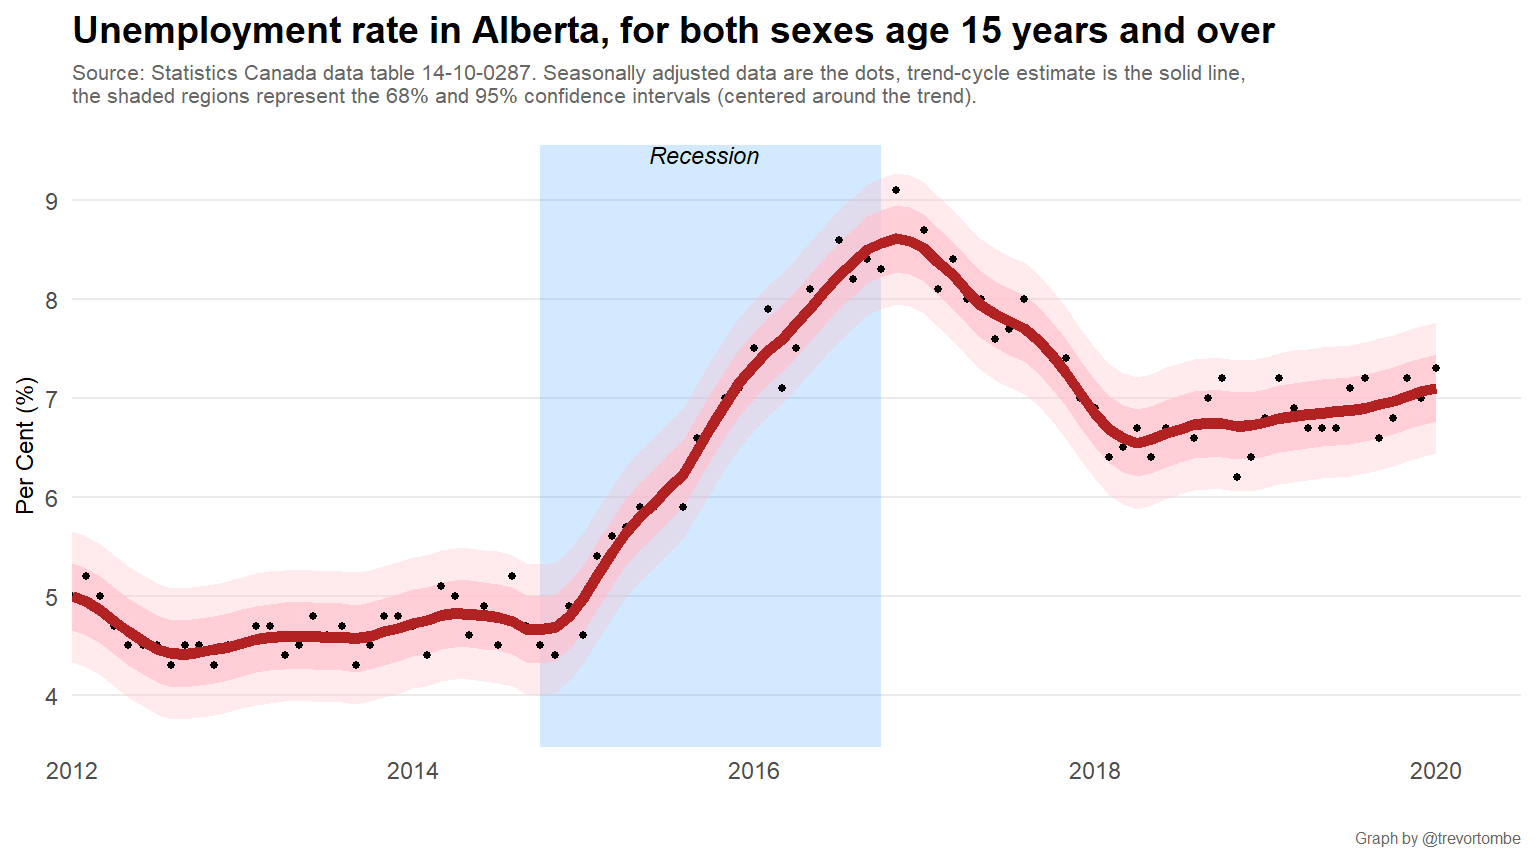 Unemployment rate in Alberta, for both sexes age 15 years and over
Source: Statistics Canada data table 14-10-0287. Seasonally adjusted data are the dots, trend-cycle estimate is the solid line,
the shaded regions represent the 68% and 95% confidence intervals (centered around the trend).
Recession
Per Cent (%)
9
8
7
6
5
4
2012
2014
2016
2018
2020
Graph by @trevortombe